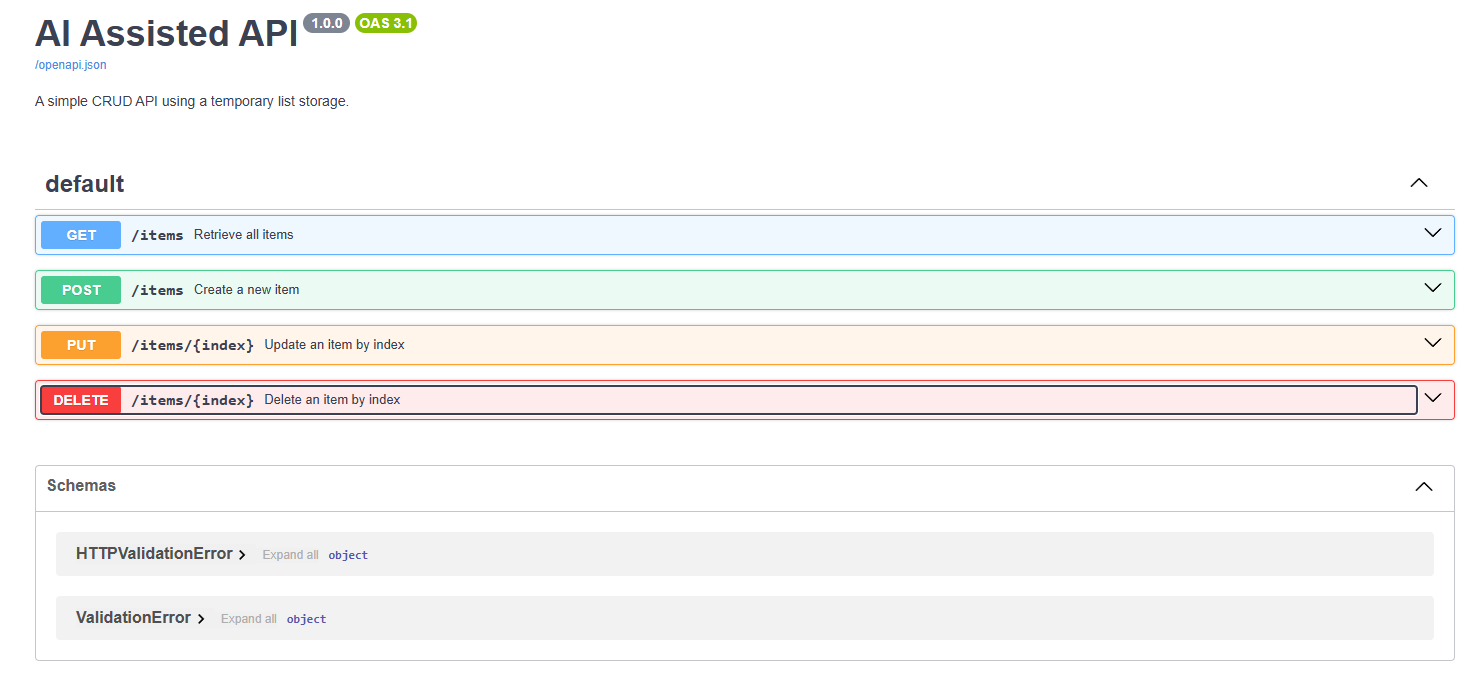 AI Assisted API 1.0.0 OAS 3.1
/openapi.json
A simple CRUD API using a temporary list storage.
default
GET /items Retrieve all items
POST /items Create a new item
PUT /items/{index} Update an item by index
DELETE /items/{index} Delete an item by index
Schemas
HTTPValidationError Expand all object
ValidationError Expand all object